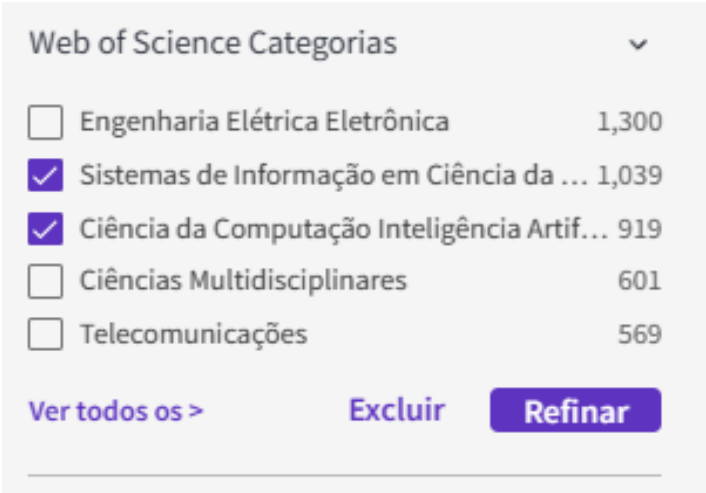 Web of Science Categorias
Engenharia Elétrica Eletrônica 1,300
Sistemas de Informação em Ciência da ... 1,039
Ciência da Computação Inteligência Artif... 919
Ciências Multidisciplinares 601
Telecomunicações 569
Ver todos os > Excluir Refinar